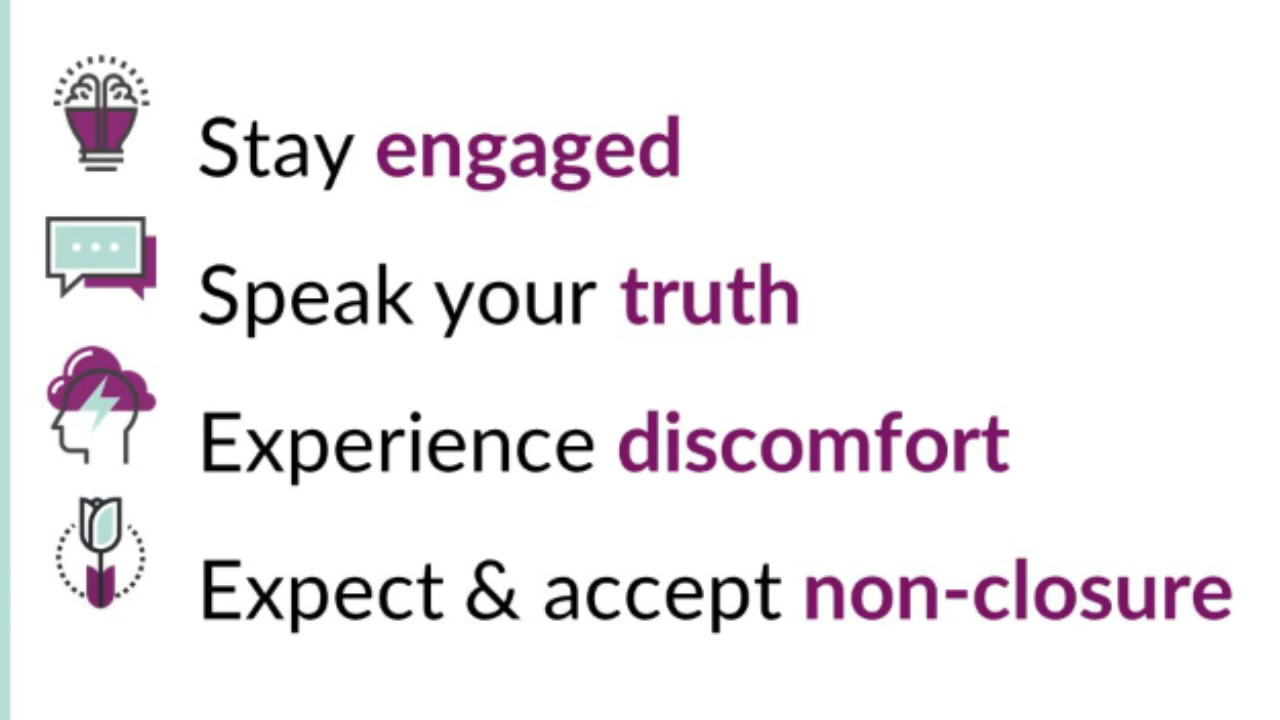 Stay engaged
Speak your truth
Experience discomfort
Expect & accept non-closure